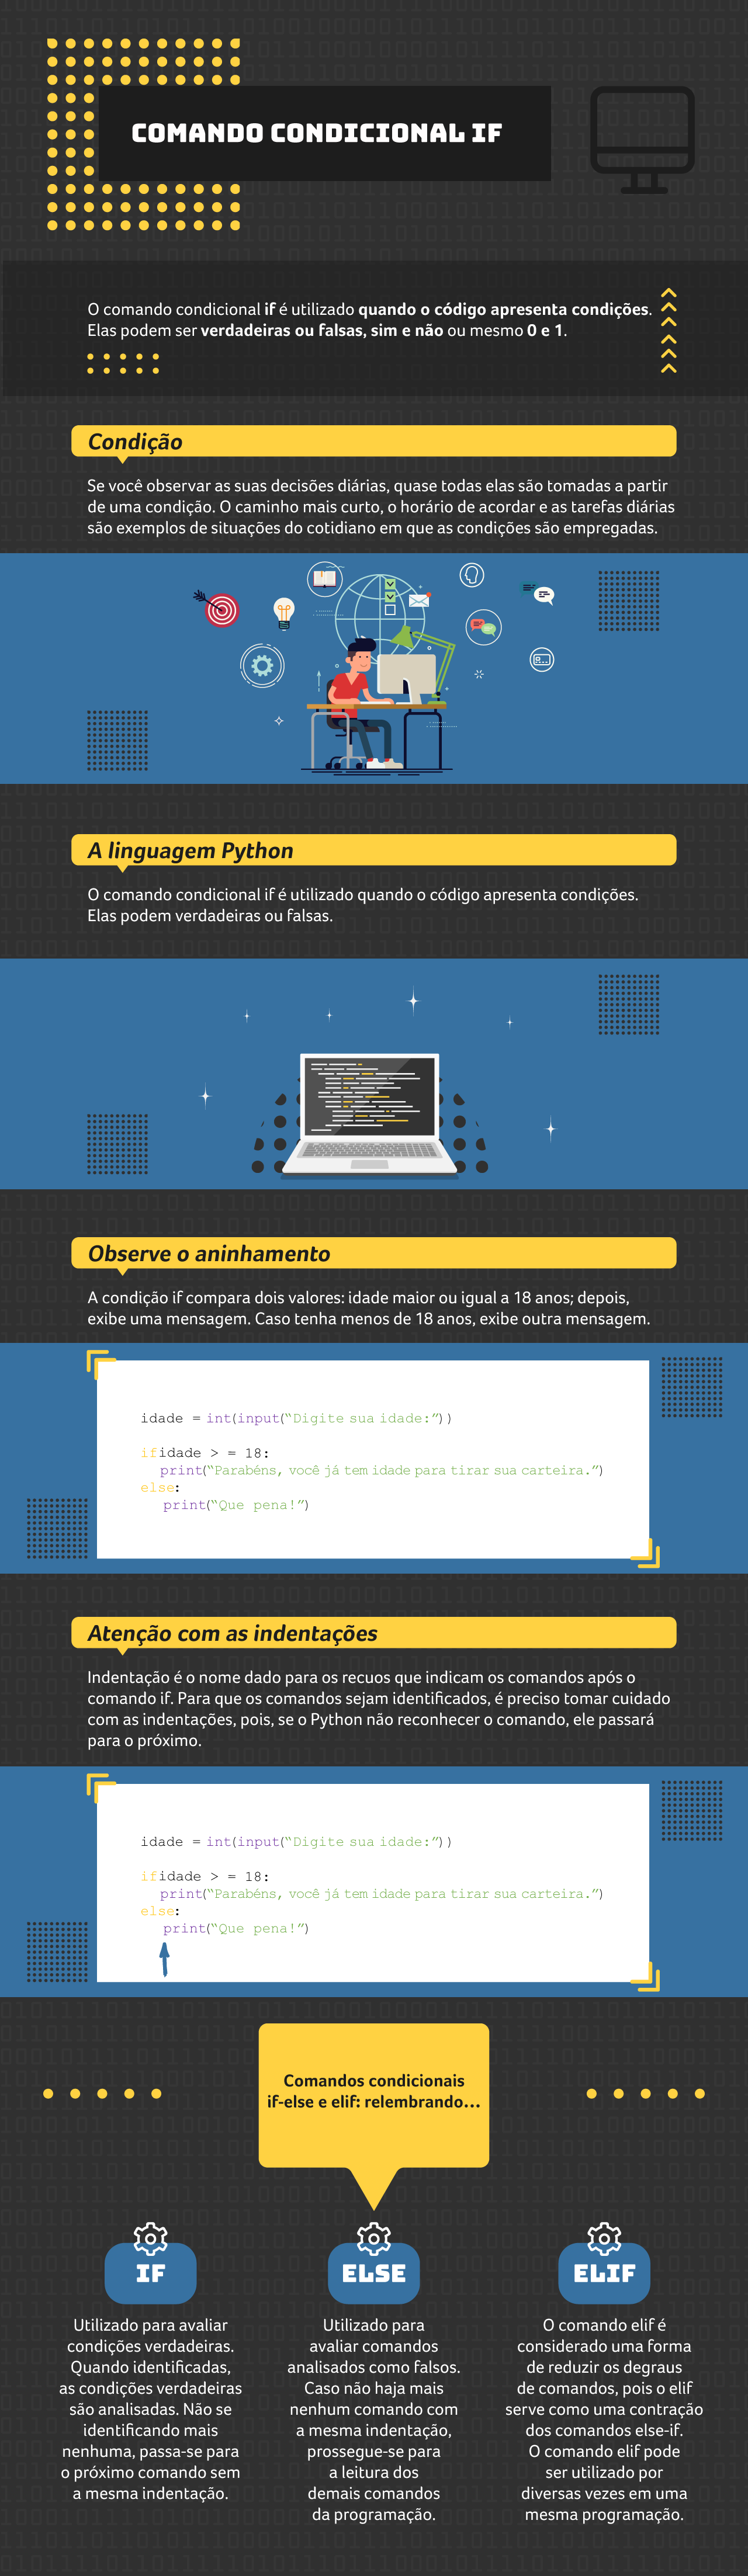 COMANDO CONDICIONAL IF
O comando condicional if é utilizado quando o código apresenta condições.
Elas podem ser verdadeiras ou falsas, sim e não ou mesmo 0 e 1.
Condição
Se você observar as suas decisões diárias, quase todas elas são tomadas a partir
de uma condição. O caminho mais curto, o horário de acordar e as tarefas diárias
são exemplos de situações do cotidiano em que as condições são empregadas.
A linguagem Python
O comando condicional if é utilizado quando o código apresenta condições.
Elas podem verdadeiras ou falsas.
Observe o aninhamento
A condição if compara dois valores: idade maior ou igual a 18 anos; depois,
exibe uma mensagem. Caso tenha menos de 18 anos, exibe outra mensagem.
idade = int(input(“Digite sua idade:”))
if idade > = 18:
print(“Parabéns, você já tem idade para tirar sua carteira.”)
else:
print(“Que pena!”)
Atenção com as indentações
Indentação é o nome dado para os recuos que indicam os comandos após o
comando if. Para que os comandos sejam identificados, é preciso tomar cuidado
com as indentações, pois, se o Python não reconhecer o comando, ele passará
para o próximo.
idade = int(input(“Digite sua idade:”))
if idade > = 18:
print(“Parabéns, você já tem idade para tirar sua carteira.”)
else:
print(“Que pena!”)
Comandos condicionais
if-else e elif: relembrando...
IF
Utilizado para avaliar
condições verdadeiras.
Quando identificadas,
as condições verdadeiras
são analisadas. Não se
identificando mais
nenhuma, passa-se para
o próximo comando sem
a mesma indentação.
ELSE
Utilizado para
avaliar comandos
analisados como falsos.
Caso não haja mais
nenhum comando com
a mesma indentação,
prossegue-se para
a leitura dos
demais comandos
da programação.
ELIF
O comando elif é
considerado uma forma
de reduzir os degraus
de comandos, pois o elif
serve como uma contração
dos comandos else-if.
O comando elif pode
ser utilizado por
diversas vezes em uma
mesma programação.